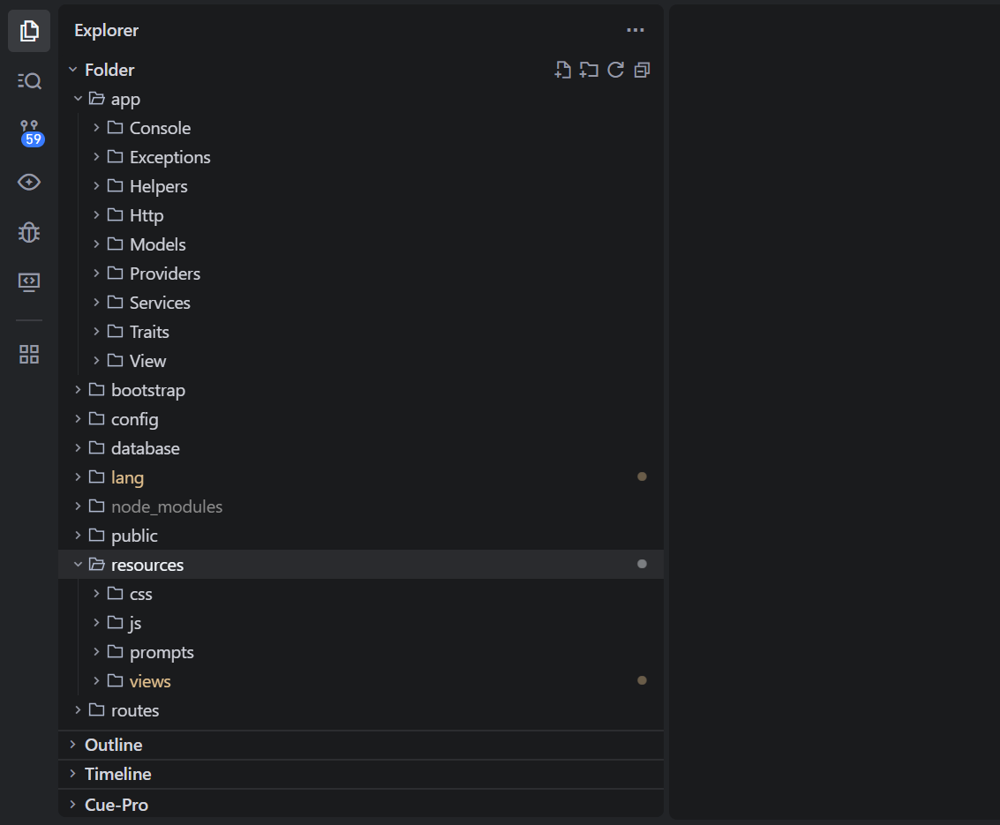 Explorer
Folder
app
Console
Exceptions
59
Helpers
Http
Models
Providers
Services
Traits
View
bootstrap
config
database
lang
node_modules
public
resources
css
js
prompts
views
routes
Outline
Timeline
Cue-Pro